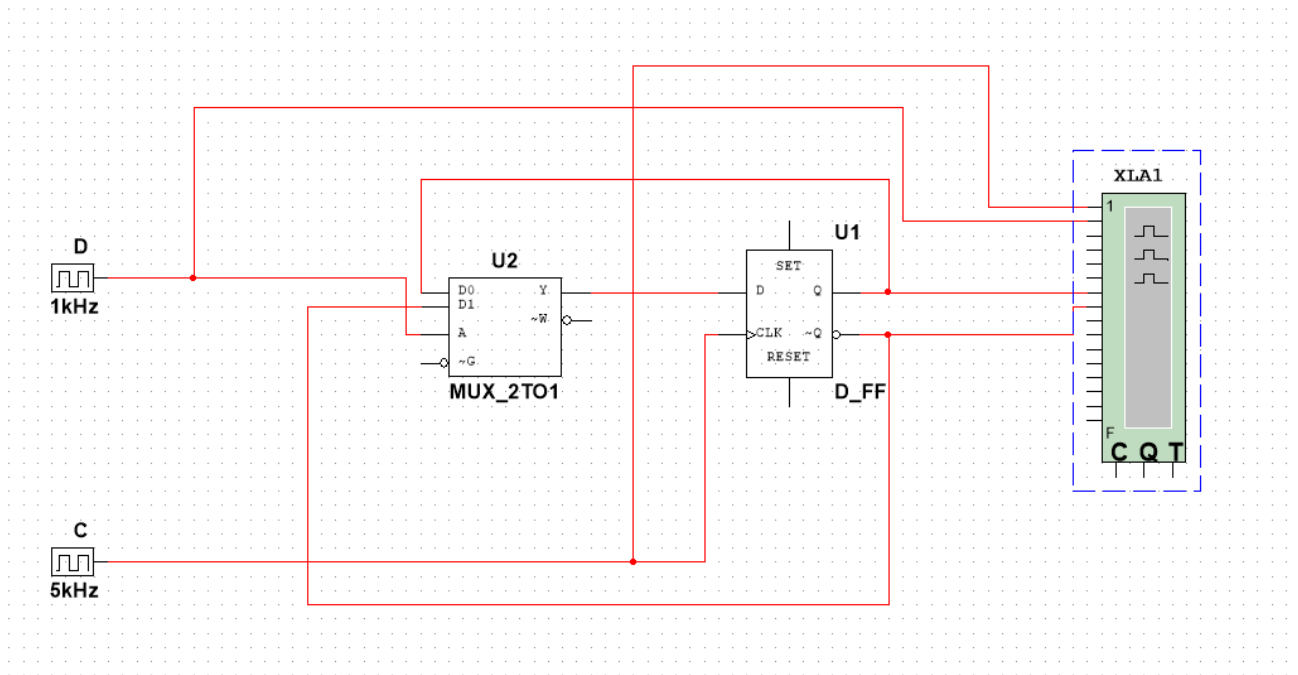 XLA1
1
F
C Q T
D
1kHz
U2
D0
D1
A
~G
Y
~W
MUX_2TO1
U1
SET
D
Q
CLK
~Q
RESET
D_FF
C
5kHz